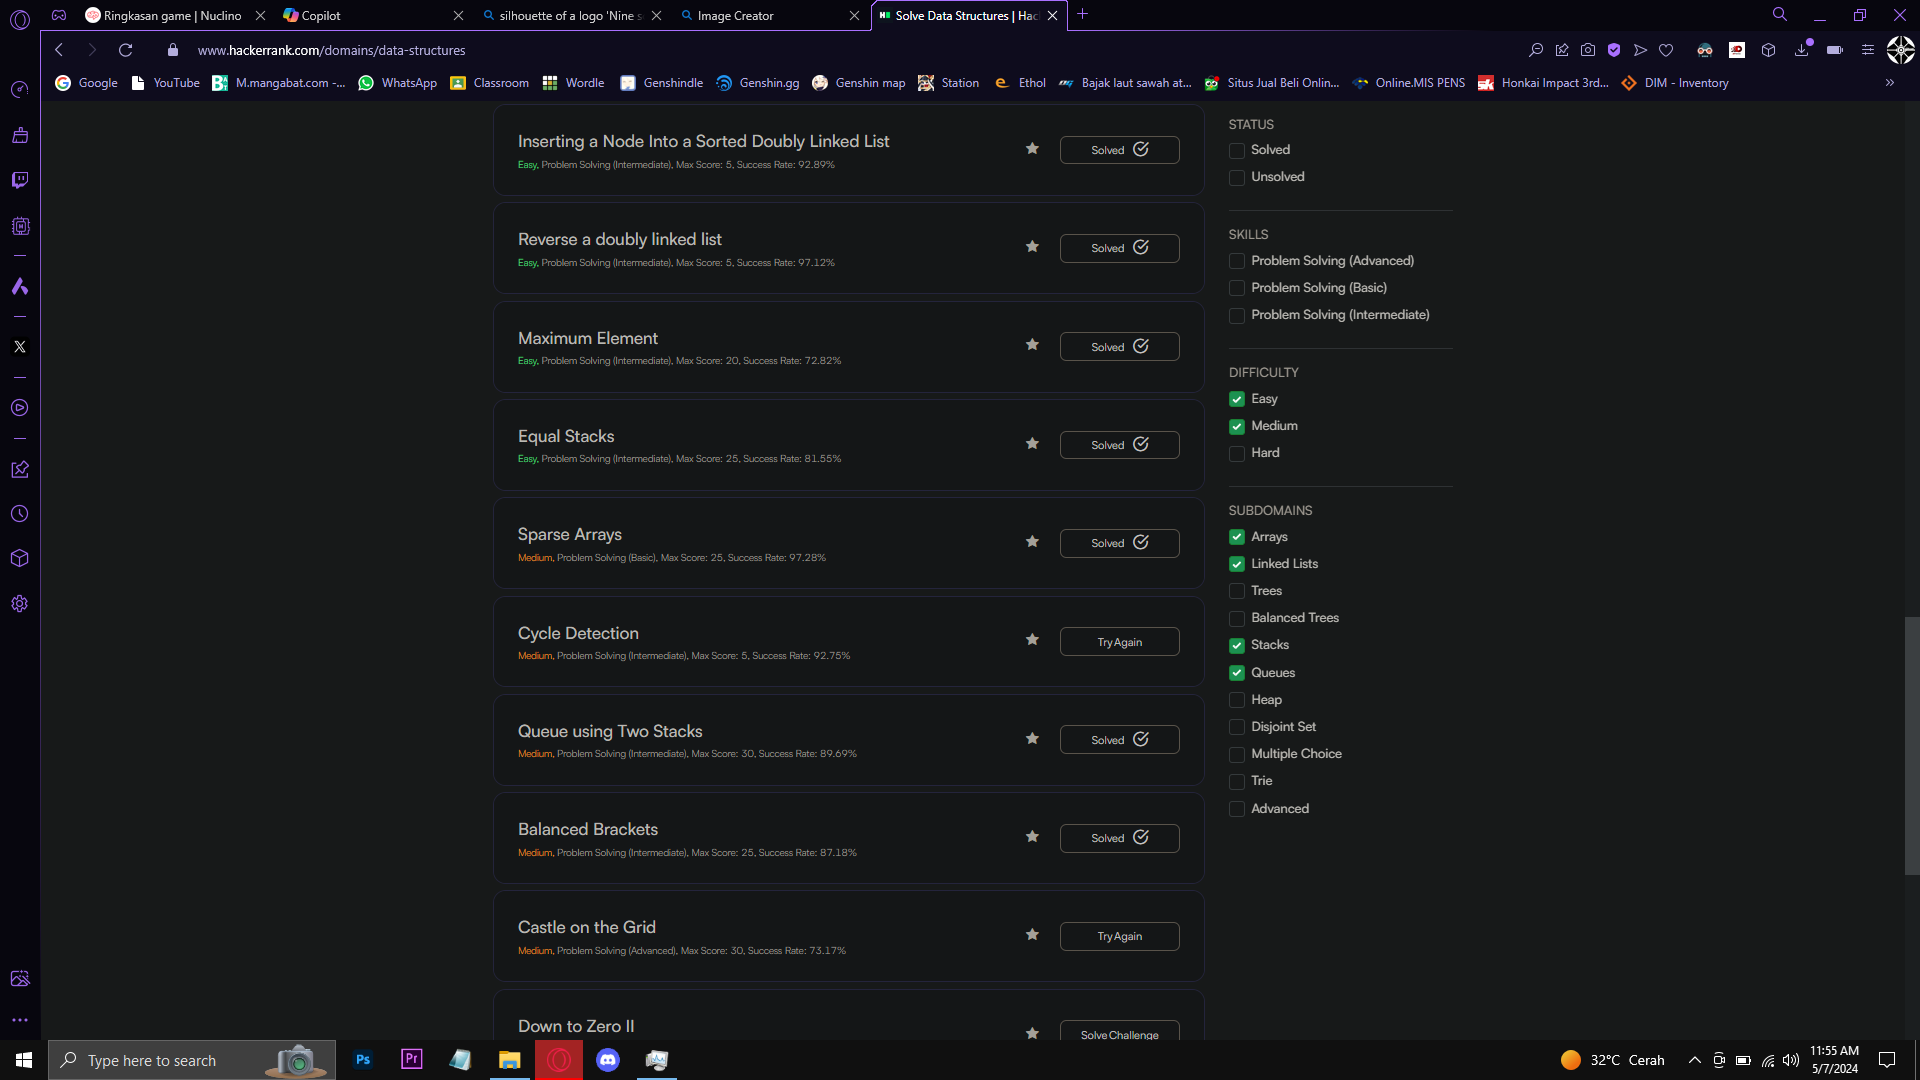 Ringkasan game | Nuclino
Copilot
silhouette of a logo 'Nine s
Image Creator
Solve Data Structures | Hac
www.hackerrank.com/domains/data-structures
Google
YouTube
M.mangabat.com -...
WhatsApp
Classroom
Wordle
Genshindle
Genshin.gg
Genshin map
Station
Ethol
Bajak laut sawah at...
Situs Jual Beli Onlin...
Online.MIS PENS
Honkai Impact 3rd...
DIM - Inventory
Inserting a Node Into a Sorted Doubly Linked List
Easy, Problem Solving (Intermediate), Max Score: 5, Success Rate: 92.89%
Solved
Reverse a doubly linked list
Easy, Problem Solving (Intermediate), Max Score: 5, Success Rate: 97.12%
Solved
Maximum Element
Easy, Problem Solving (Intermediate), Max Score: 20, Success Rate: 72.82%
Solved
Equal Stacks
Easy, Problem Solving (Intermediate), Max Score: 25, Success Rate: 81.55%
Solved
Sparse Arrays
Medium, Problem Solving (Basic), Max Score: 25, Success Rate: 97.28%
Solved
Cycle Detection
Medium, Problem Solving (Intermediate), Max Score: 5, Success Rate: 92.75%
Try Again
Queue using Two Stacks
Medium, Problem Solving (Intermediate), Max Score: 30, Success Rate: 89.69%
Solved
Balanced Brackets
Medium, Problem Solving (Intermediate), Max Score: 25, Success Rate: 87.18%
Solved
Castle on the Grid
Medium, Problem Solving (Advanced), Max Score: 30, Success Rate: 73.17%
Try Again
Down to Zero II
Solve Challenge
STATUS
Solved
Unsolved
SKILLS
Problem Solving (Advanced)
Problem Solving (Basic)
Problem Solving (Intermediate)
DIFFICULTY
Easy
Medium
Hard
SUBDOMAINS
Arrays
Linked Lists
Trees
Balanced Trees
Stacks
Queues
Heap
Disjoint Set
Multiple Choice
Trie
Advanced
Type here to search
Ps
Pr
32°C Cerah
11:55 AM
5/7/2024